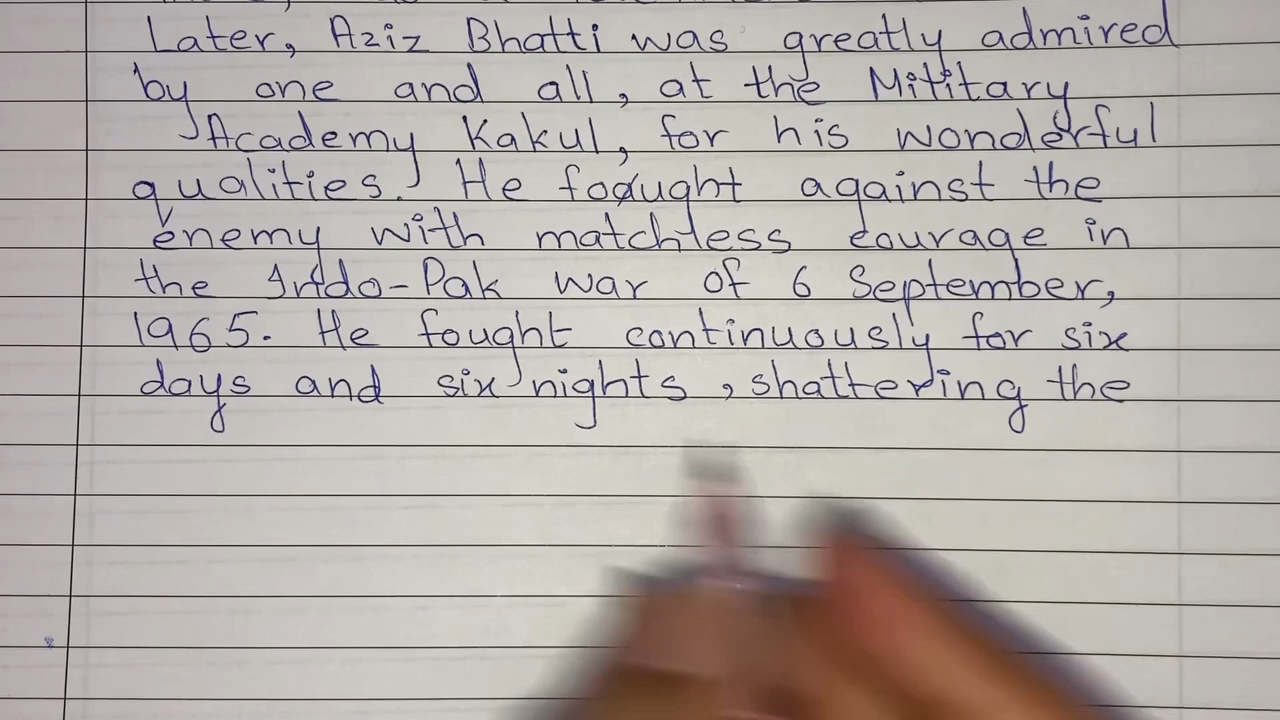 Later, Aziz Bhatti was greatly admired
by one and all, at the Mititary
Academy Kakul, for his wonderful
qualities. He foought against the
enemy with matchless courage in
the Indo-Pak war of 6 September,
1965. He fought continuously for six
days and six nights, shattering the